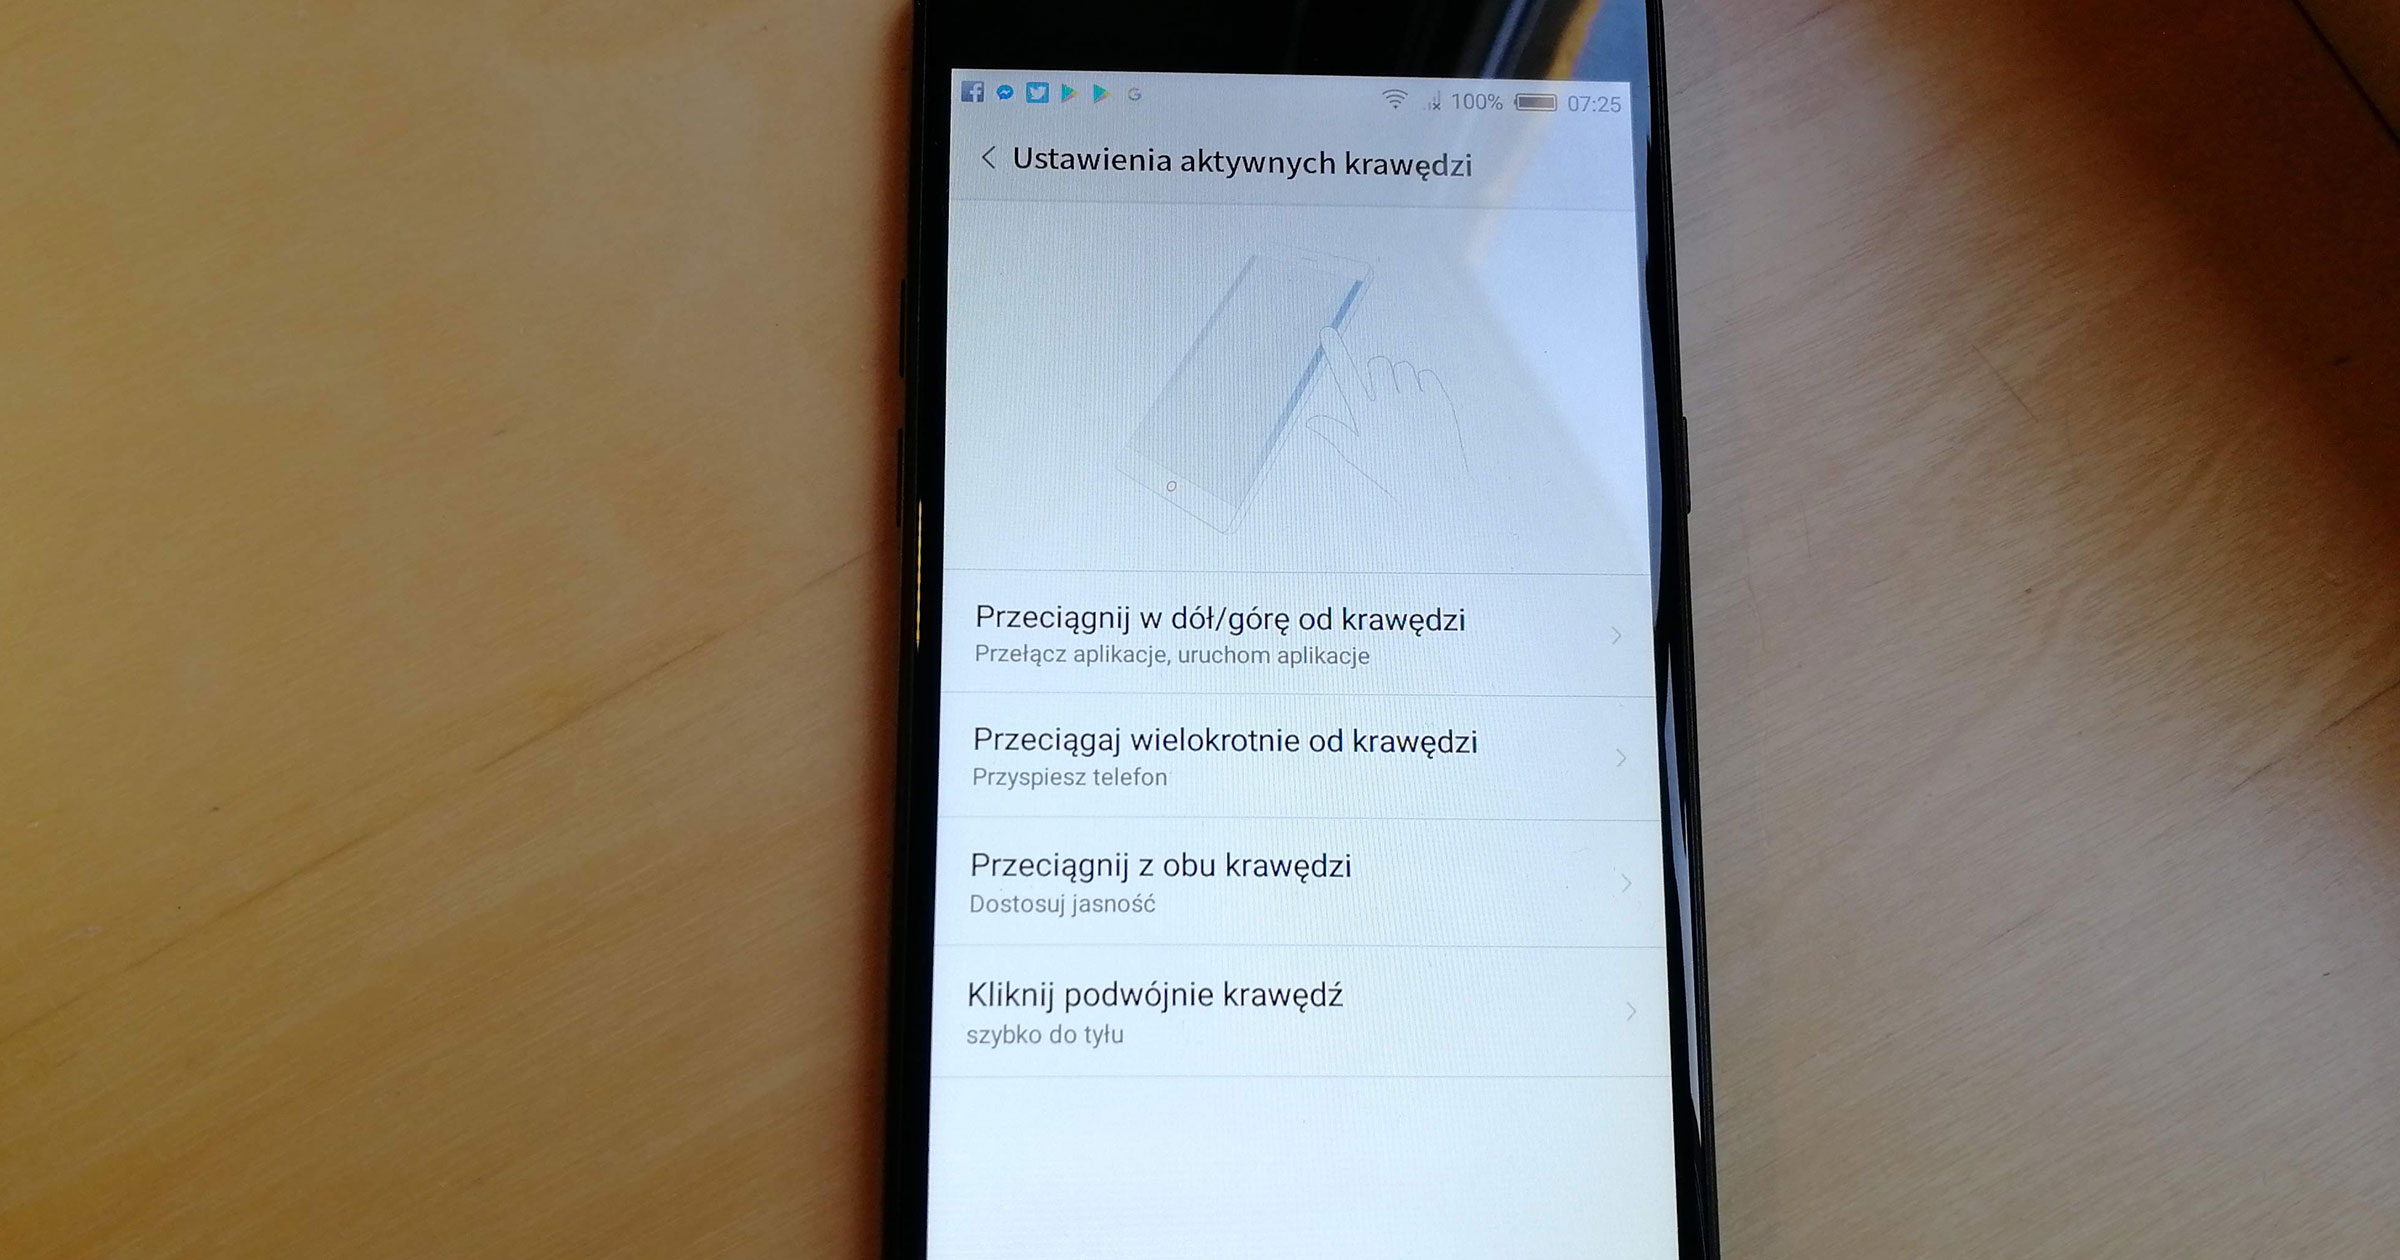 100% 07:25
Ustawienia aktywnych krawędzi
Przeciągnij w dół/górę od krawędzi
Przełącz aplikacje, uruchom aplikacje
Przeciągaj wielokrotnie od krawędzi
Przyspiesz telefon
Przeciągnij z obu krawędzi
Dostosuj jasność
Kliknij podwójnie krawędź
szybko do tyłu